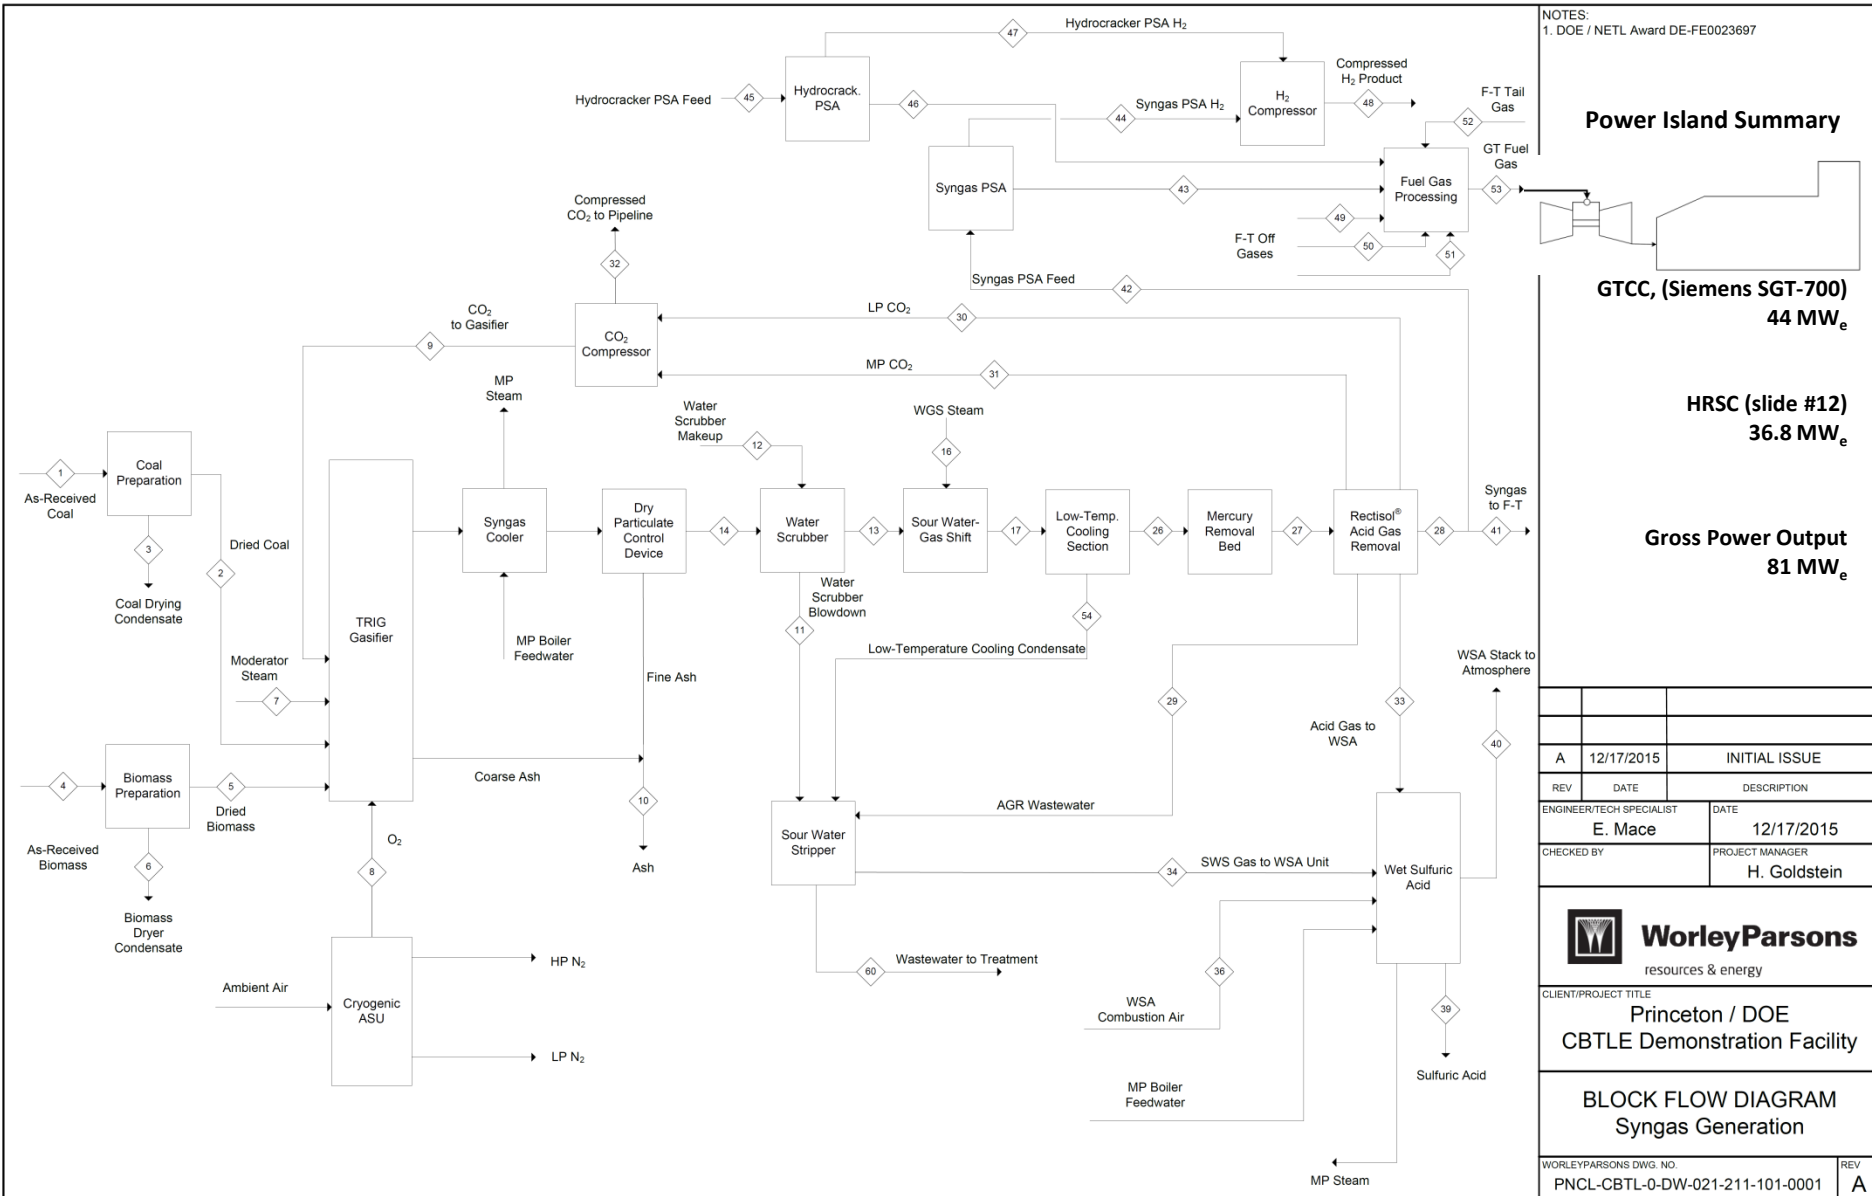 NOTES:
1. DOE / NETL Award DE-FE0023697
Power Island Summary
GTCC, (Siemens SGT-700)
44 MWe
HRSC (slide #12)
36.8 MWe
Gross Power Output
81 MWe
47
Hydrocracker PSA H2
Hydrocracker PSA Feed
45
Hydrocrack.
PSA
46
Syngas PSA H2
44
H2
Compressor
Compressed
H2 Product
48
F-T Tail
Gas
52
GT Fuel
Gas
53
Syngas PSA
43
Fuel Gas
Processing
49
50
51
F-T Off
Gases
Syngas PSA Feed
42
Compressed
CO2 to Pipeline
32
CO2
to Gasifier
9
CO2
Compressor
LP CO2
30
MP CO2
31
MP
Steam
Water
Scrubber
Makeup
12
WGS Steam
16
1
As-Received
Coal
Coal
Preparation
3
Coal Drying
Condensate
Dried Coal
2
TRIG
Gasifier
Moderator
Steam
7
Syngas
Cooler
MP Boiler
Feedwater
Dry
Particulate
Control
Device
14
Water
Scrubber
13
Sour Water-
Gas Shift
17
Low-Temp.
Cooling
Section
26
Mercury
Removal
Bed
27
Rectisol®
Acid Gas
Removal
28
41
Syngas
to F-T
Water
Scrubber
Blowdown
11
54
Low-Temperature Cooling Condensate
Fine Ash
Coarse Ash
10
Ash
29
33
Acid Gas to
WSA
WSA Stack to
Atmosphere
40
4
As-Received
Biomass
Biomass
Preparation
5
Dried
Biomass
6
Biomass
Dryer
Condensate
O2
8
Ambient Air
Cryogenic
ASU
HP N2
LP N2
AGR Wastewater
Sour Water
Stripper
SWS Gas to WSA Unit
34
Wet Sulfuric
Acid
60
Wastewater to Treatment
36
WSA
Combustion Air
MP Boiler
Feedwater
39
Sulfuric Acid
MP Steam
A
12/17/2015
INITIAL ISSUE
REV
DATE
DESCRIPTION
ENGINEER/TECH SPECIALIST
E. Mace
DATE
12/17/2015
CHECKED BY
PROJECT MANAGER
H. Goldstein
WorleyParsons
resources & energy
CLIENT/PROJECT TITLE
Princeton / DOE
CBTLE Demonstration Facility
BLOCK FLOW DIAGRAM
Syngas Generation
WORLEYPARSONS DWG. NO.
PNCL-CBTL-0-DW-021-211-101-0001
REV
A